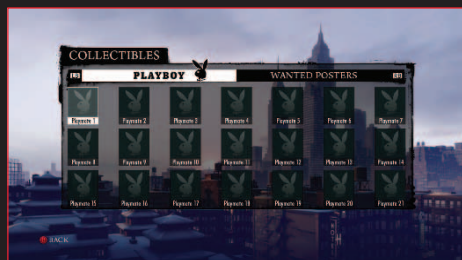 COLLECTIBLES
LB PLAYBOY WANTED POSTERS RB
Playmate 1 Playmate 2 Playmate 3 Playmate 4 Playmate 5 Playmate 6 Playmate 7
Playmate 8 Playmate 9 Playmate 10 Playmate 11 Playmate 12 Playmate 13 Playmate 14
Playmate 15 Playmate 16 Playmate 17 Playmate 18 Playmate 19 Playmate 20 Playmate 21
B BACK